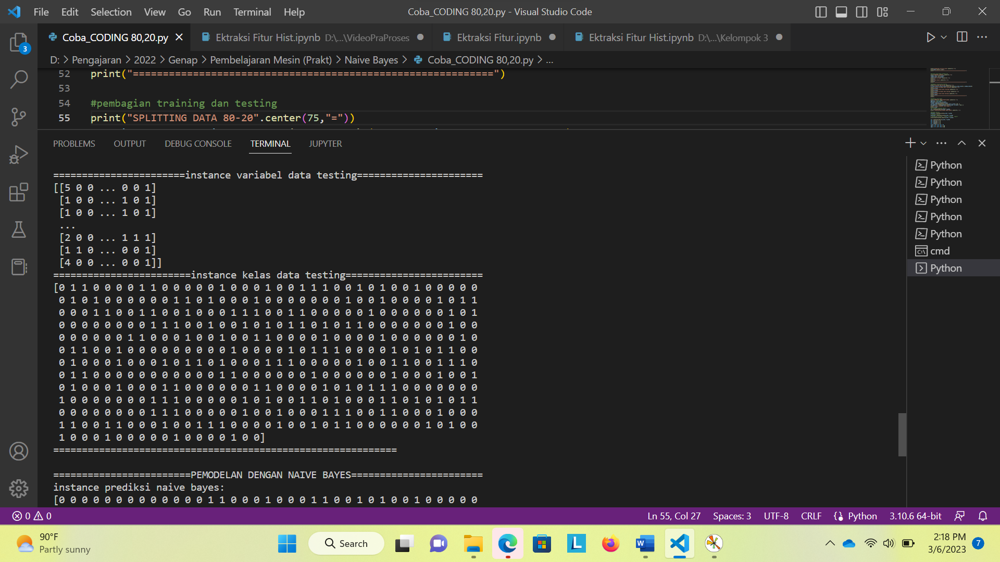 File Edit Selection View Go Run Terminal Help
Coba_CODING 80,20.py - Visual Studio Code
Coba_CODING 80,20.py
Ektraksi Fitur Hist.ipynb D:\...\VideoPraProses
Ektraksi Fitur.ipynb
Ektraksi Fitur Hist.ipynb D:\...\Kelompok 3
3
D: > Pengajaran > 2022 > Genap > Pembelajaran Mesin (Prakt) > Naive Bayes > Coba_CODING 80,20.py > ...
52 print("============================================================")
53
54 #pembagian training dan testing
55 print("SPLITTING DATA 80-20".center(75,"="))
PROBLEMS OUTPUT DEBUG CONSOLE TERMINAL JUPYTER
=======================instance variabel data testing======================
[[5 0 0 ... 0 0 1]
[1 0 0 ... 1 0 1]
[1 0 0 ... 1 0 1]
...
[2 0 0 ... 1 1 1]
[1 1 0 ... 0 0 1]
[4 0 0 ... 0 0 1]]
========================instance kelas data testing========================
[0 1 1 0 0 0 0 1 1 0 0 0 0 0 1 0 0 0 1 0 0 1 1 1 0 0 1 0 1 0 0 1 0 0 0 0 0
0 1 0 1 0 0 0 0 0 0 1 1 0 1 0 0 0 1 0 0 0 0 0 0 0 1 0 0 1 0 0 0 0 1 0 1 1
0 0 0 1 1 0 0 1 1 0 0 1 0 0 0 1 1 1 0 0 1 1 0 0 0 0 0 1 0 0 0 0 0 0 1 0 1
0 0 0 0 0 0 0 0 1 1 1 0 0 1 0 0 1 0 1 0 1 1 0 1 0 1 1 0 0 0 0 0 0 0 1 0 0
0 0 0 0 0 0 1 1 0 0 0 1 0 0 1 0 0 1 1 0 0 0 0 1 0 0 0 0 1 0 0 0 0 0 0 1 0
0 1 1 0 0 1 0 0 0 0 0 0 0 0 0 1 0 0 0 0 1 0 1 1 1 0 0 0 0 1 0 1 0 1 1 0 0
0 1 0 0 0 1 0 0 0 1 0 1 1 0 1 0 0 0 1 1 1 0 0 0 0 0 1 0 0 1 1 0 0 1 1 1 0
0 1 1 0 0 0 0 0 0 0 0 0 0 0 1 1 0 0 0 0 0 0 1 0 0 0 0 0 0 1 0 0 0 1 0 0 1
0 1 0 0 0 1 0 0 0 1 1 0 0 0 0 0 0 1 1 0 0 0 0 1 0 1 0 1 1 1 0 0 0 0 0 0 0
1 0 0 0 0 0 0 0 1 1 1 0 0 0 0 0 1 0 1 0 0 1 1 0 1 0 0 0 1 1 0 1 0 1 0 1 1
0 0 0 0 0 0 0 0 1 1 1 0 0 0 0 0 1 0 0 1 0 0 0 1 1 1 0 0 1 1 0 0 0 1 0 0 0
1 1 0 0 1 1 0 0 0 1 0 0 1 1 1 0 0 0 0 1 0 0 1 0 1 1 0 0 0 0 0 0 1 0 1 0 0
1 0 0 0 1 0 0 0 0 0 1 0 0 0 0 1 0 0]
============================================================
========================PEMODELAN DENGAN NAIVE BAYES=======================
instance prediksi naive bayes:
[0 0 0 0 0 0 0 0 0 0 0 0 0 1 1 0 0 0 1 0 0 0 1 1 0 0 1 0 1 0 0 1 0 0 0 0 0
Python
Python
Python
Python
Python
cmd
Python
0 0
Ln 55, Col 27 Spaces: 3 UTF-8 CRLF Python 3.10.6 64-bit
90°F
Partly sunny
Search
2:18 PM
3/6/2023
7